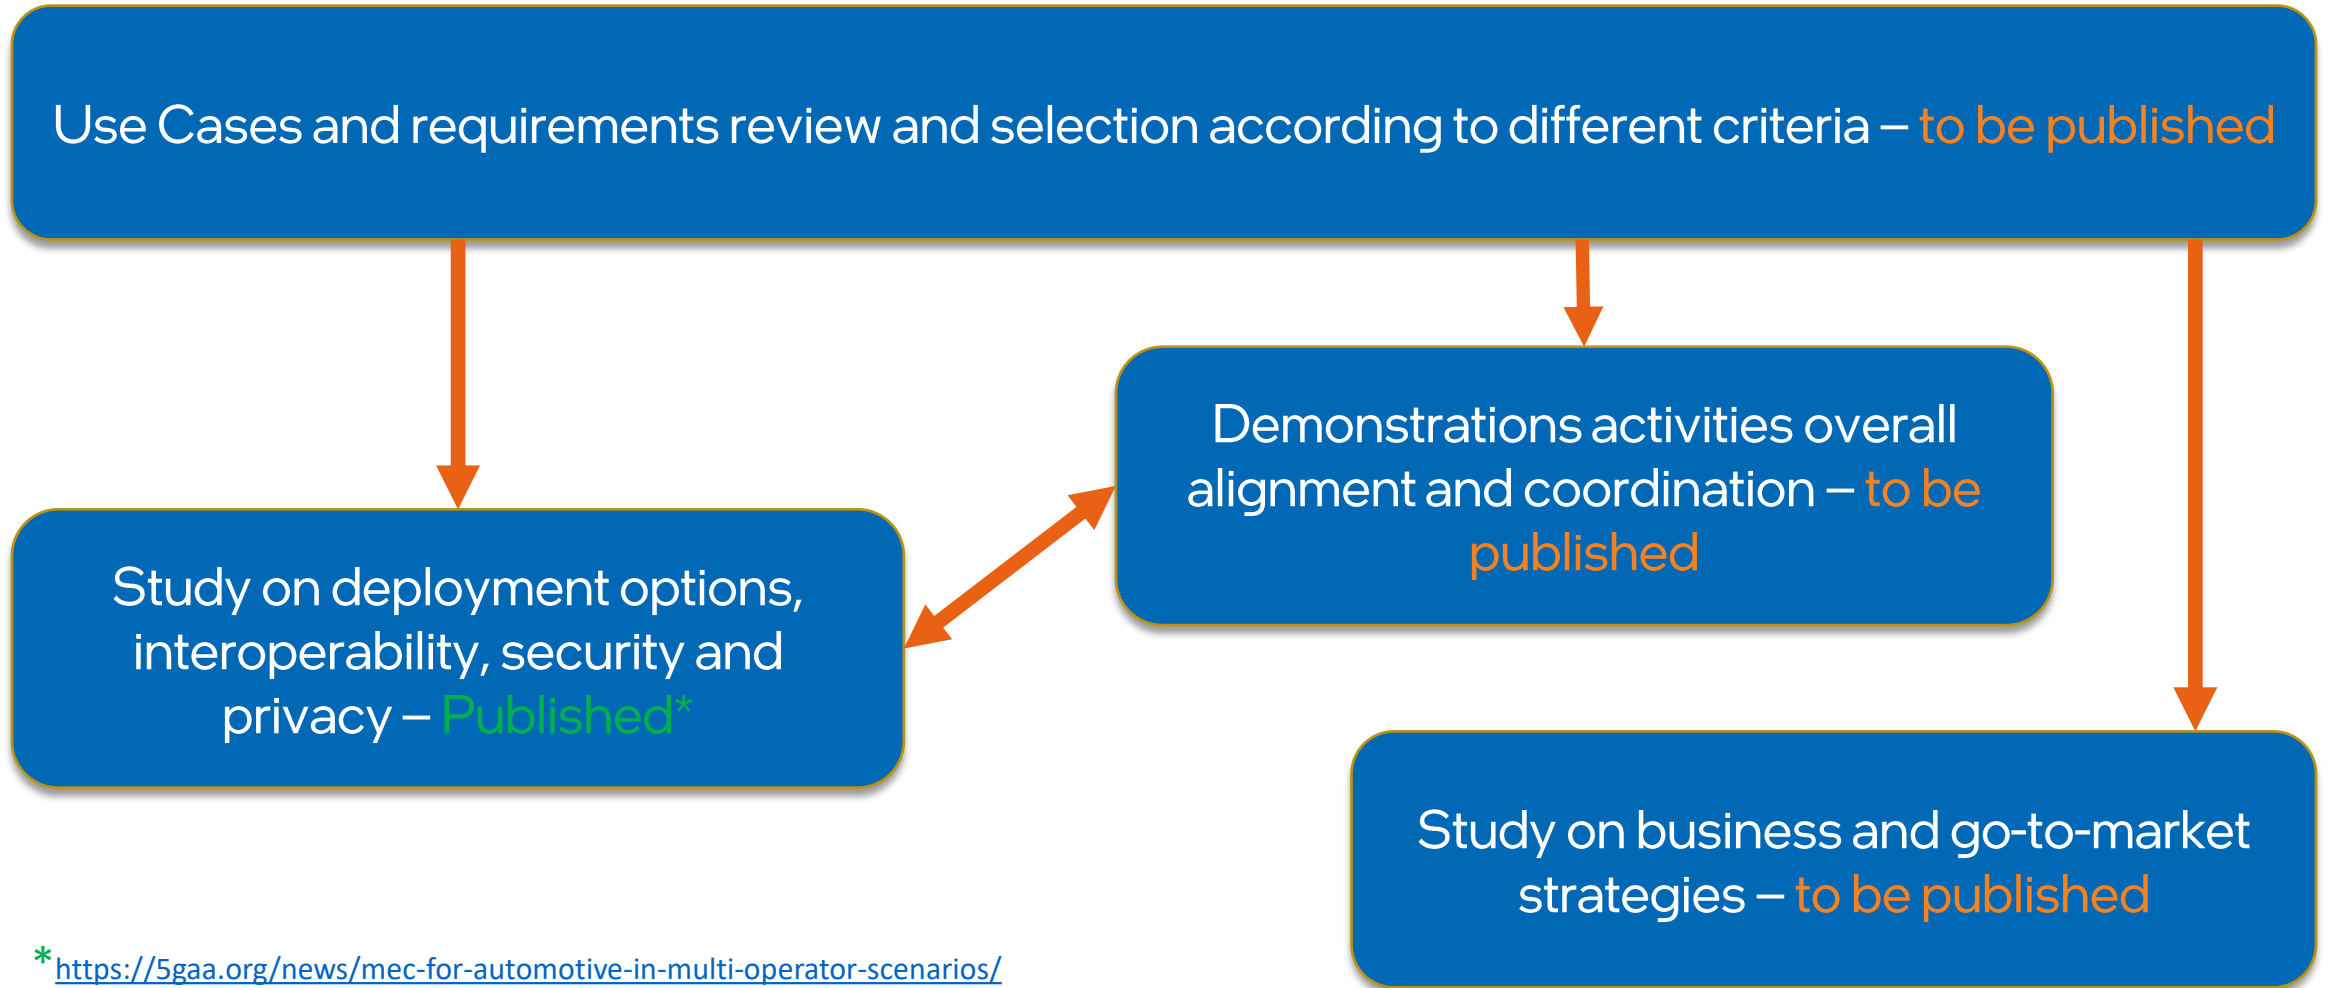 Use Cases and requirements review and selection according to different criteria – to be published
Demonstrations activities overall
alignment and coordination – to be
published
Study on deployment options,
interoperability, security and
privacy – Published*
Study on business and go-to-market
strategies – to be published
*https://5gaa.org/news/mec-for-automotive-in-multi-operator-scenarios/